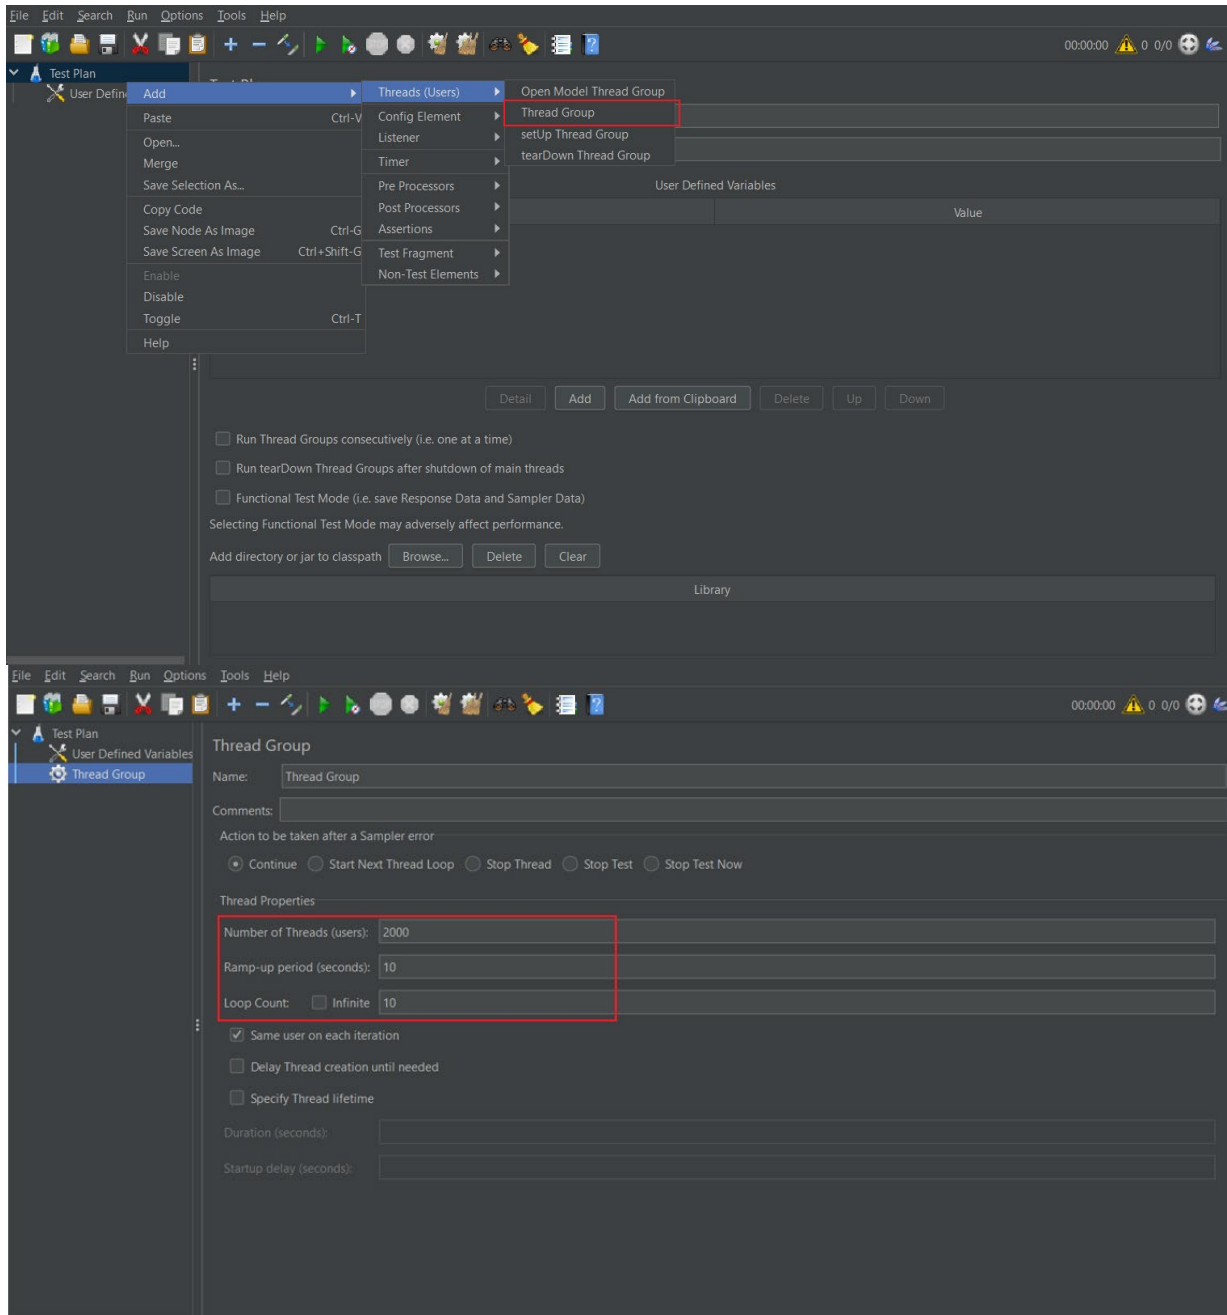 File Edit Search Run Options Tools Help
00:00:00 0 0/0
Test Plan
User Defin
Add
Paste Ctrl-V
Open...
Merge
Save Selection As...
Copy Code
Save Node As Image Ctrl-G
Save Screen As Image Ctrl+Shift-G
Enable
Disable
Toggle Ctrl-T
Help
Threads (Users)
Config Element
Listener
Timer
Pre Processors
Post Processors
Assertions
Test Fragment
Non-Test Elements
Open Model Thread Group
Thread Group
setUp Thread Group
tearDown Thread Group
User Defined Variables
Value
Detail Add Add from Clipboard Delete Up Down
Run Thread Groups consecutively (i.e. one at a time)
Run tearDown Thread Groups after shutdown of main threads
Functional Test Mode (i.e. save Response Data and Sampler Data)
Selecting Functional Test Mode may adversely affect performance.
Add directory or jar to classpath Browse... Delete Clear
Library
File Edit Search Run Options Tools Help
00:00:00 0 0/0
Test Plan
User Defined Variables
Thread Group
Thread Group
Name: Thread Group
Comments:
Action to be taken after a Sampler error
Continue Start Next Thread Loop Stop Thread Stop Test Stop Test Now
Thread Properties
Number of Threads (users): 2000
Ramp-up period (seconds): 10
Loop Count: Infinite 10
Same user on each iteration
Delay Thread creation until needed
Specify Thread lifetime
Duration (seconds):
Startup delay (seconds):